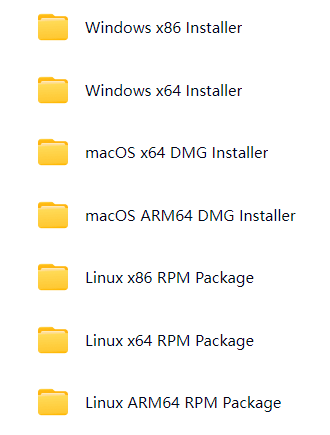 Windows x86 Installer
Windows x64 Installer
macOS x64 DMG Installer
macOS ARM64 DMG Installer
Linux x86 RPM Package
Linux x64 RPM Package
Linux ARM64 RPM Package